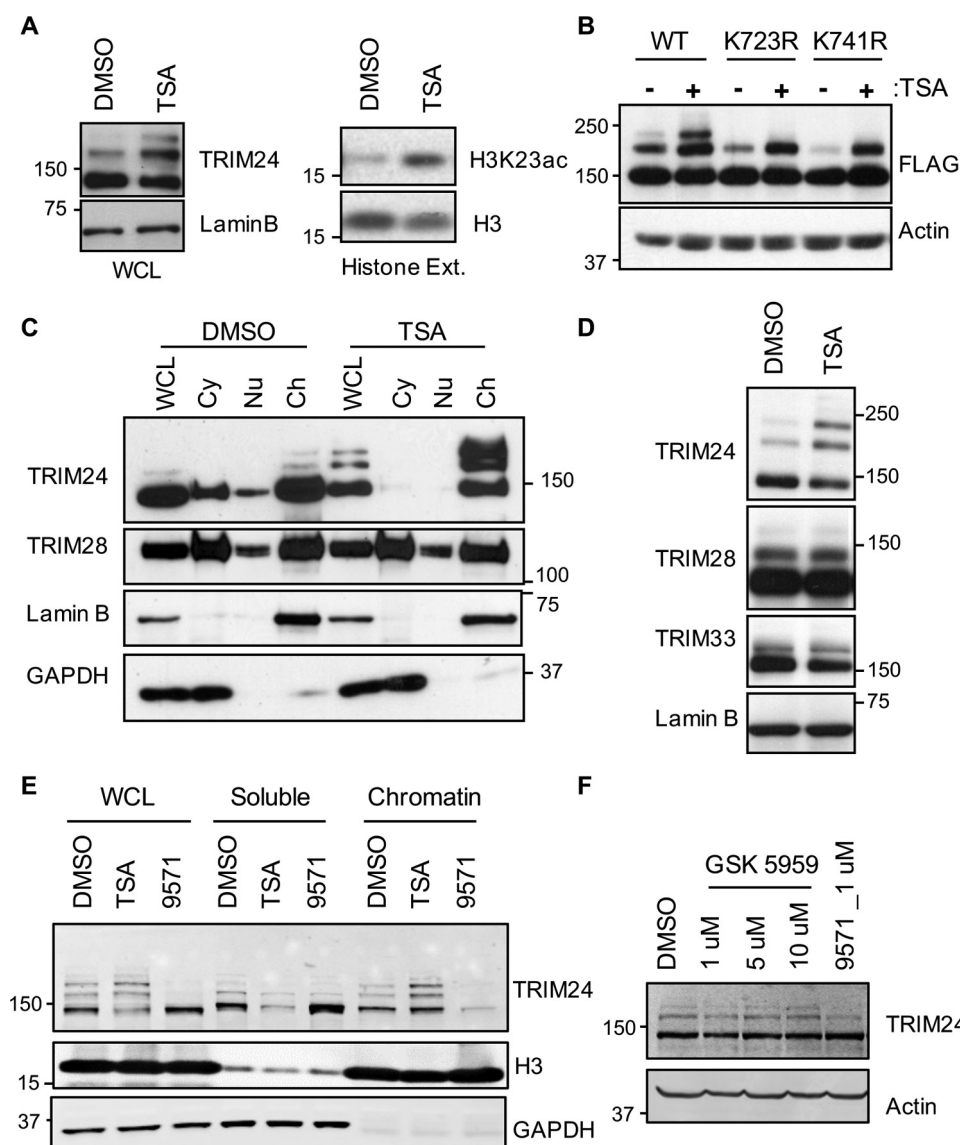 A
DMSO
TSA
150
TRIM24
75
LaminB
WCL
DMSO
TSA
15
H3K23ac
15
H3
Histone Ext.
B
WT K723R K741R
- + - + - + :TSA
250
150
FLAG
Actin
37
C
DMSO TSA
WCL Cy Nu Ch WCL Cy Nu Ch
TRIM24
150
TRIM28
100
Lamin B
75
GAPDH
37
D
DMSO
TSA
TRIM24
250
150
TRIM28
150
TRIM33
150
Lamin B
75
E
WCL Soluble Chromatin
DMSO TSA 9571 DMSO TSA 9571 DMSO TSA 9571
150
TRIM24
H3
15
37
GAPDH
F
GSK 5959
DMSO 1 uM 5 uM 10 uM 9571_1 uM
150
TRIM24
Actin
37